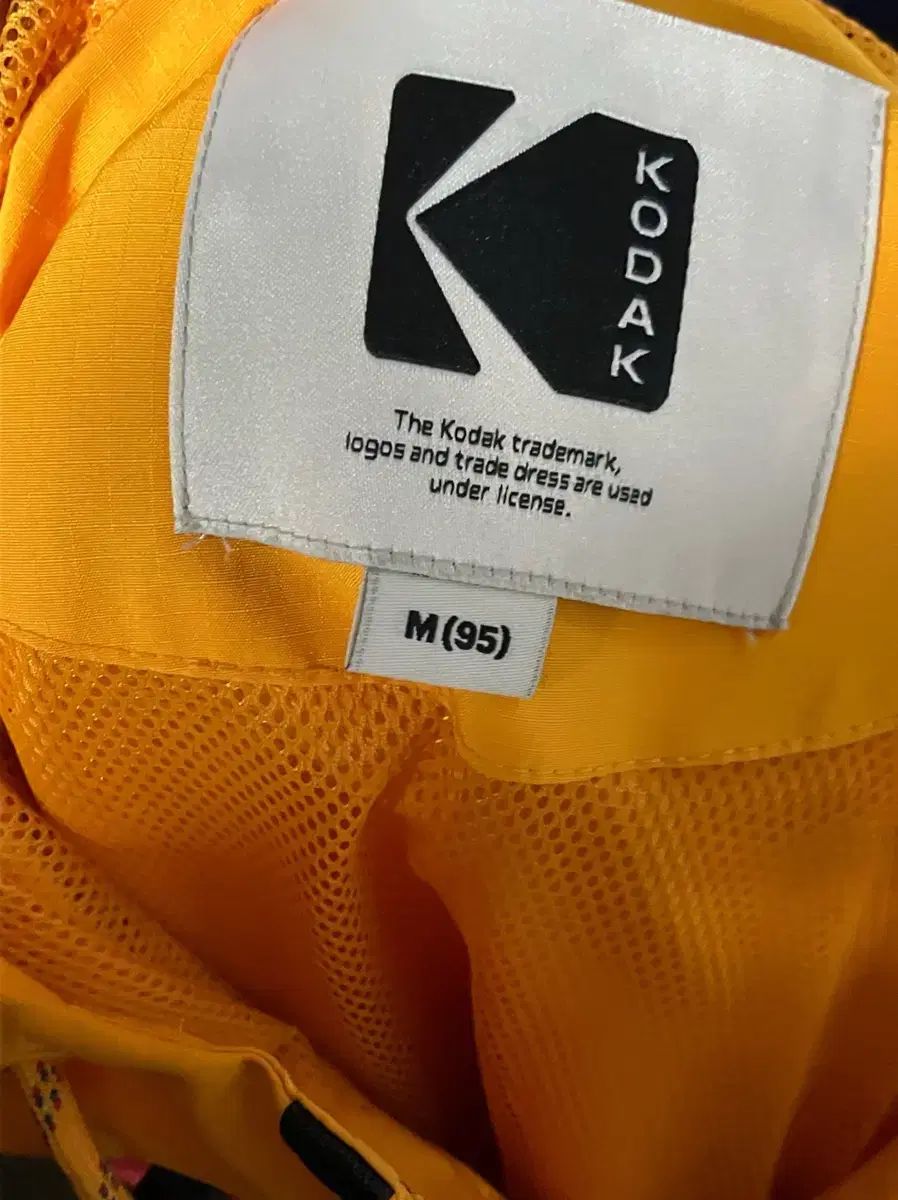 KODAK
The Kodak trademark,
logos and trade dress are used
under license.
M (95)